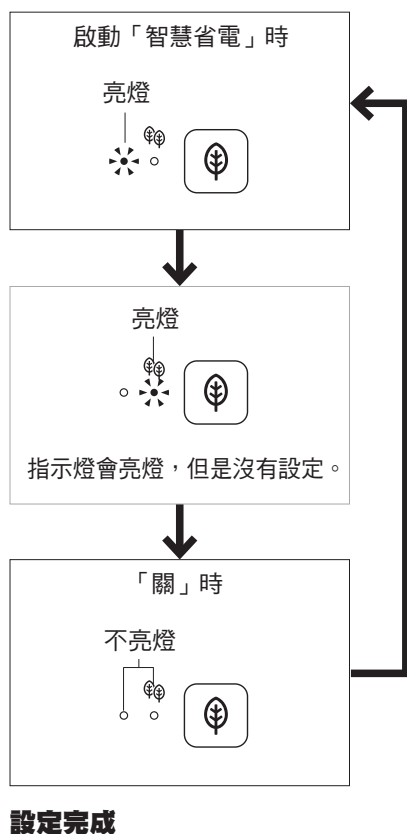 啟動「智慧省電」時
亮燈
亮燈
指示燈會亮燈，但是沒有設定。
「關」時
不亮燈
設定完成